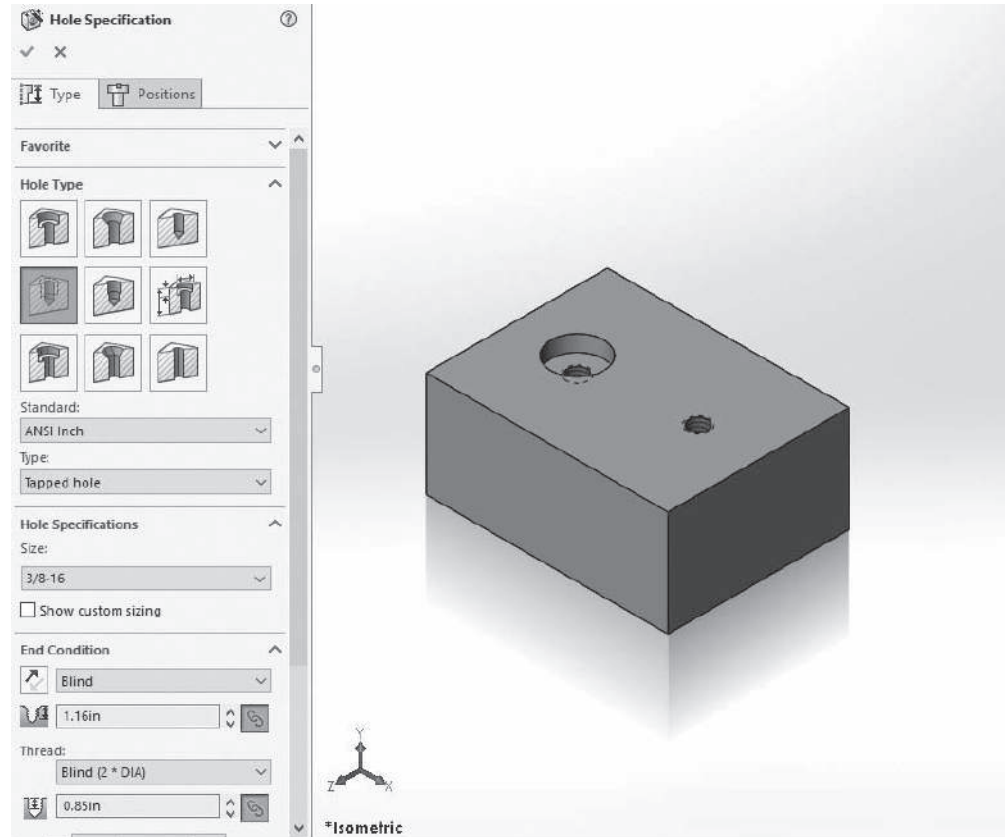 Hole Specification
Type
Positions
Favorite
Hole Type
Standard:
ANSI Inch
Type:
Tapped hole
Hole Specifications
Size:
3/8-16
Show custom sizing
End Condition
Blind
1.16in
Thread:
Blind (2 * DIA)
0.85in
Y
Z
X
*Isometric